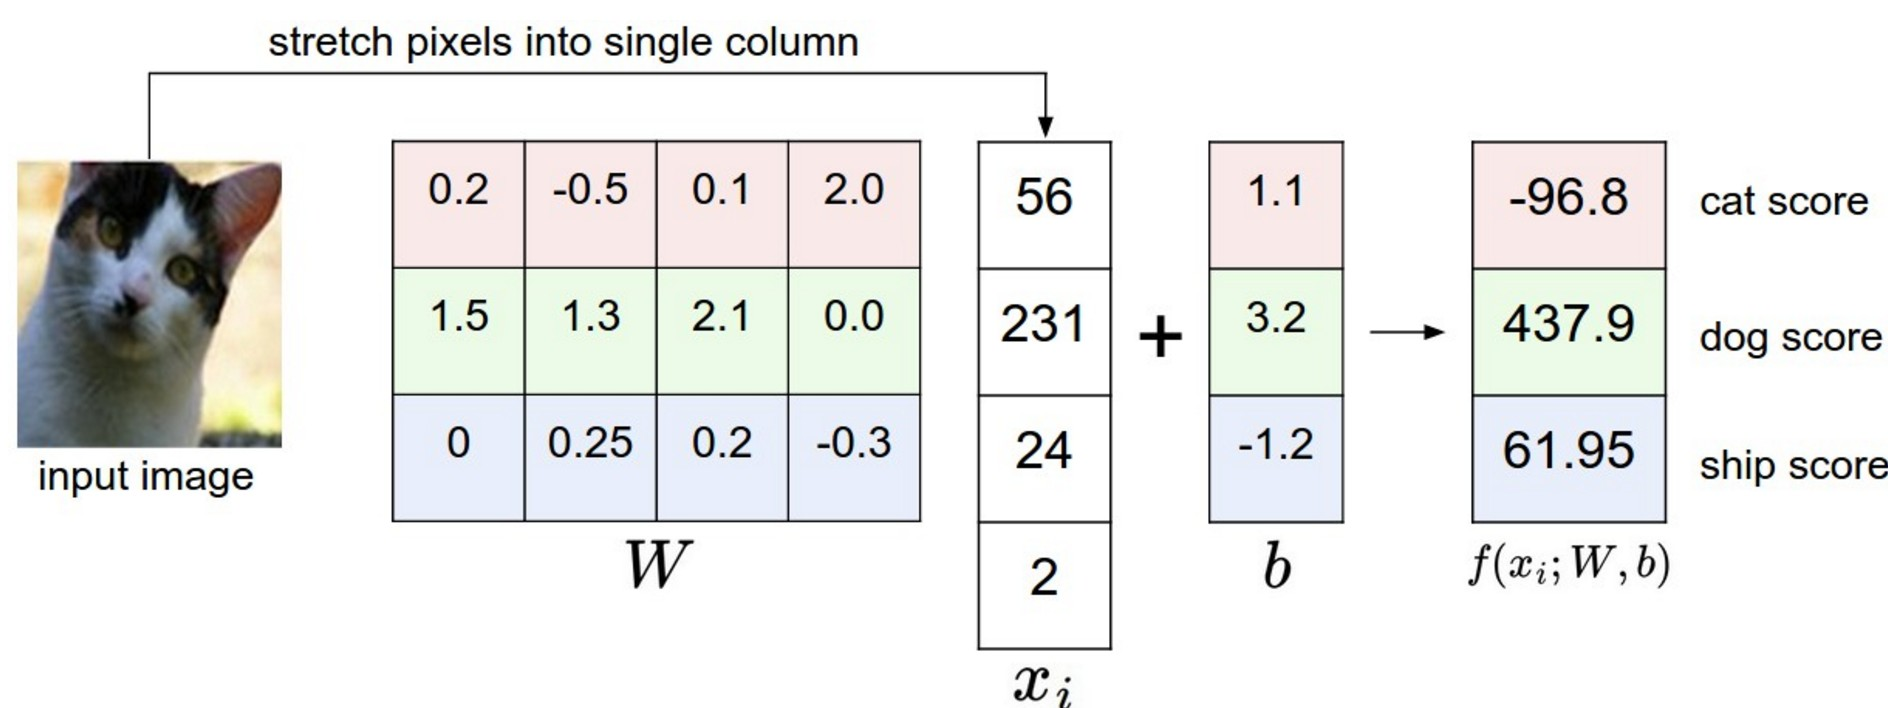 stretch pixels into single column
input image
0.2 -0.5 0.1 2.0
1.5 1.3 2.1 0.0
0 0.25 0.2 -0.3
W
56
231
24
2
x_i
+
1.1
3.2
-1.2
b
-96.8 cat score
437.9 dog score
61.95 ship score
f(x_i; W, b)